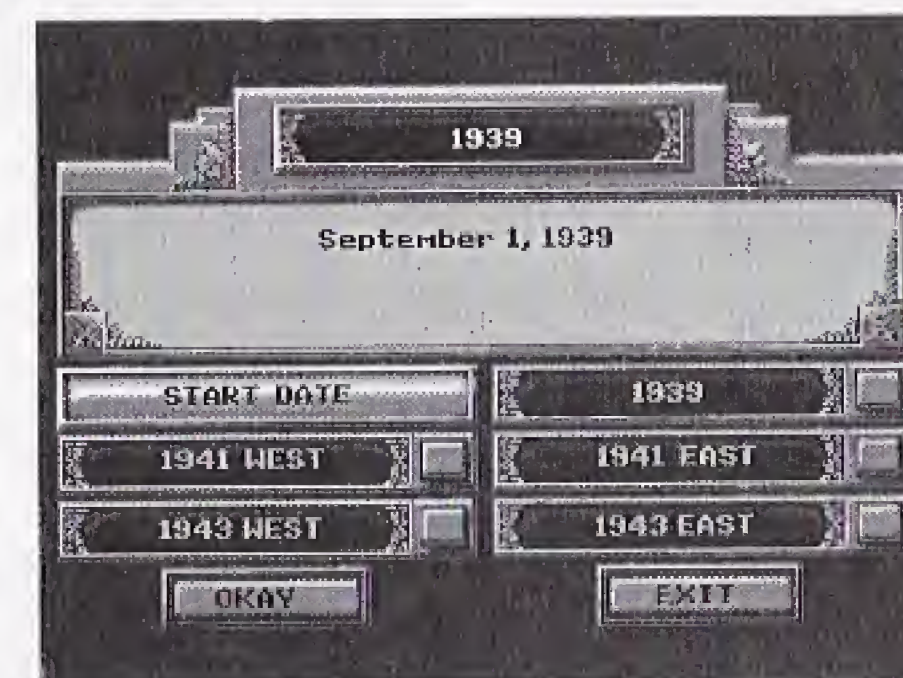 1939
September 1, 1939
START DATE
1939
1941 WEST
1941 EAST
1943 WEST
1943 EAST
OKAY
EXIT